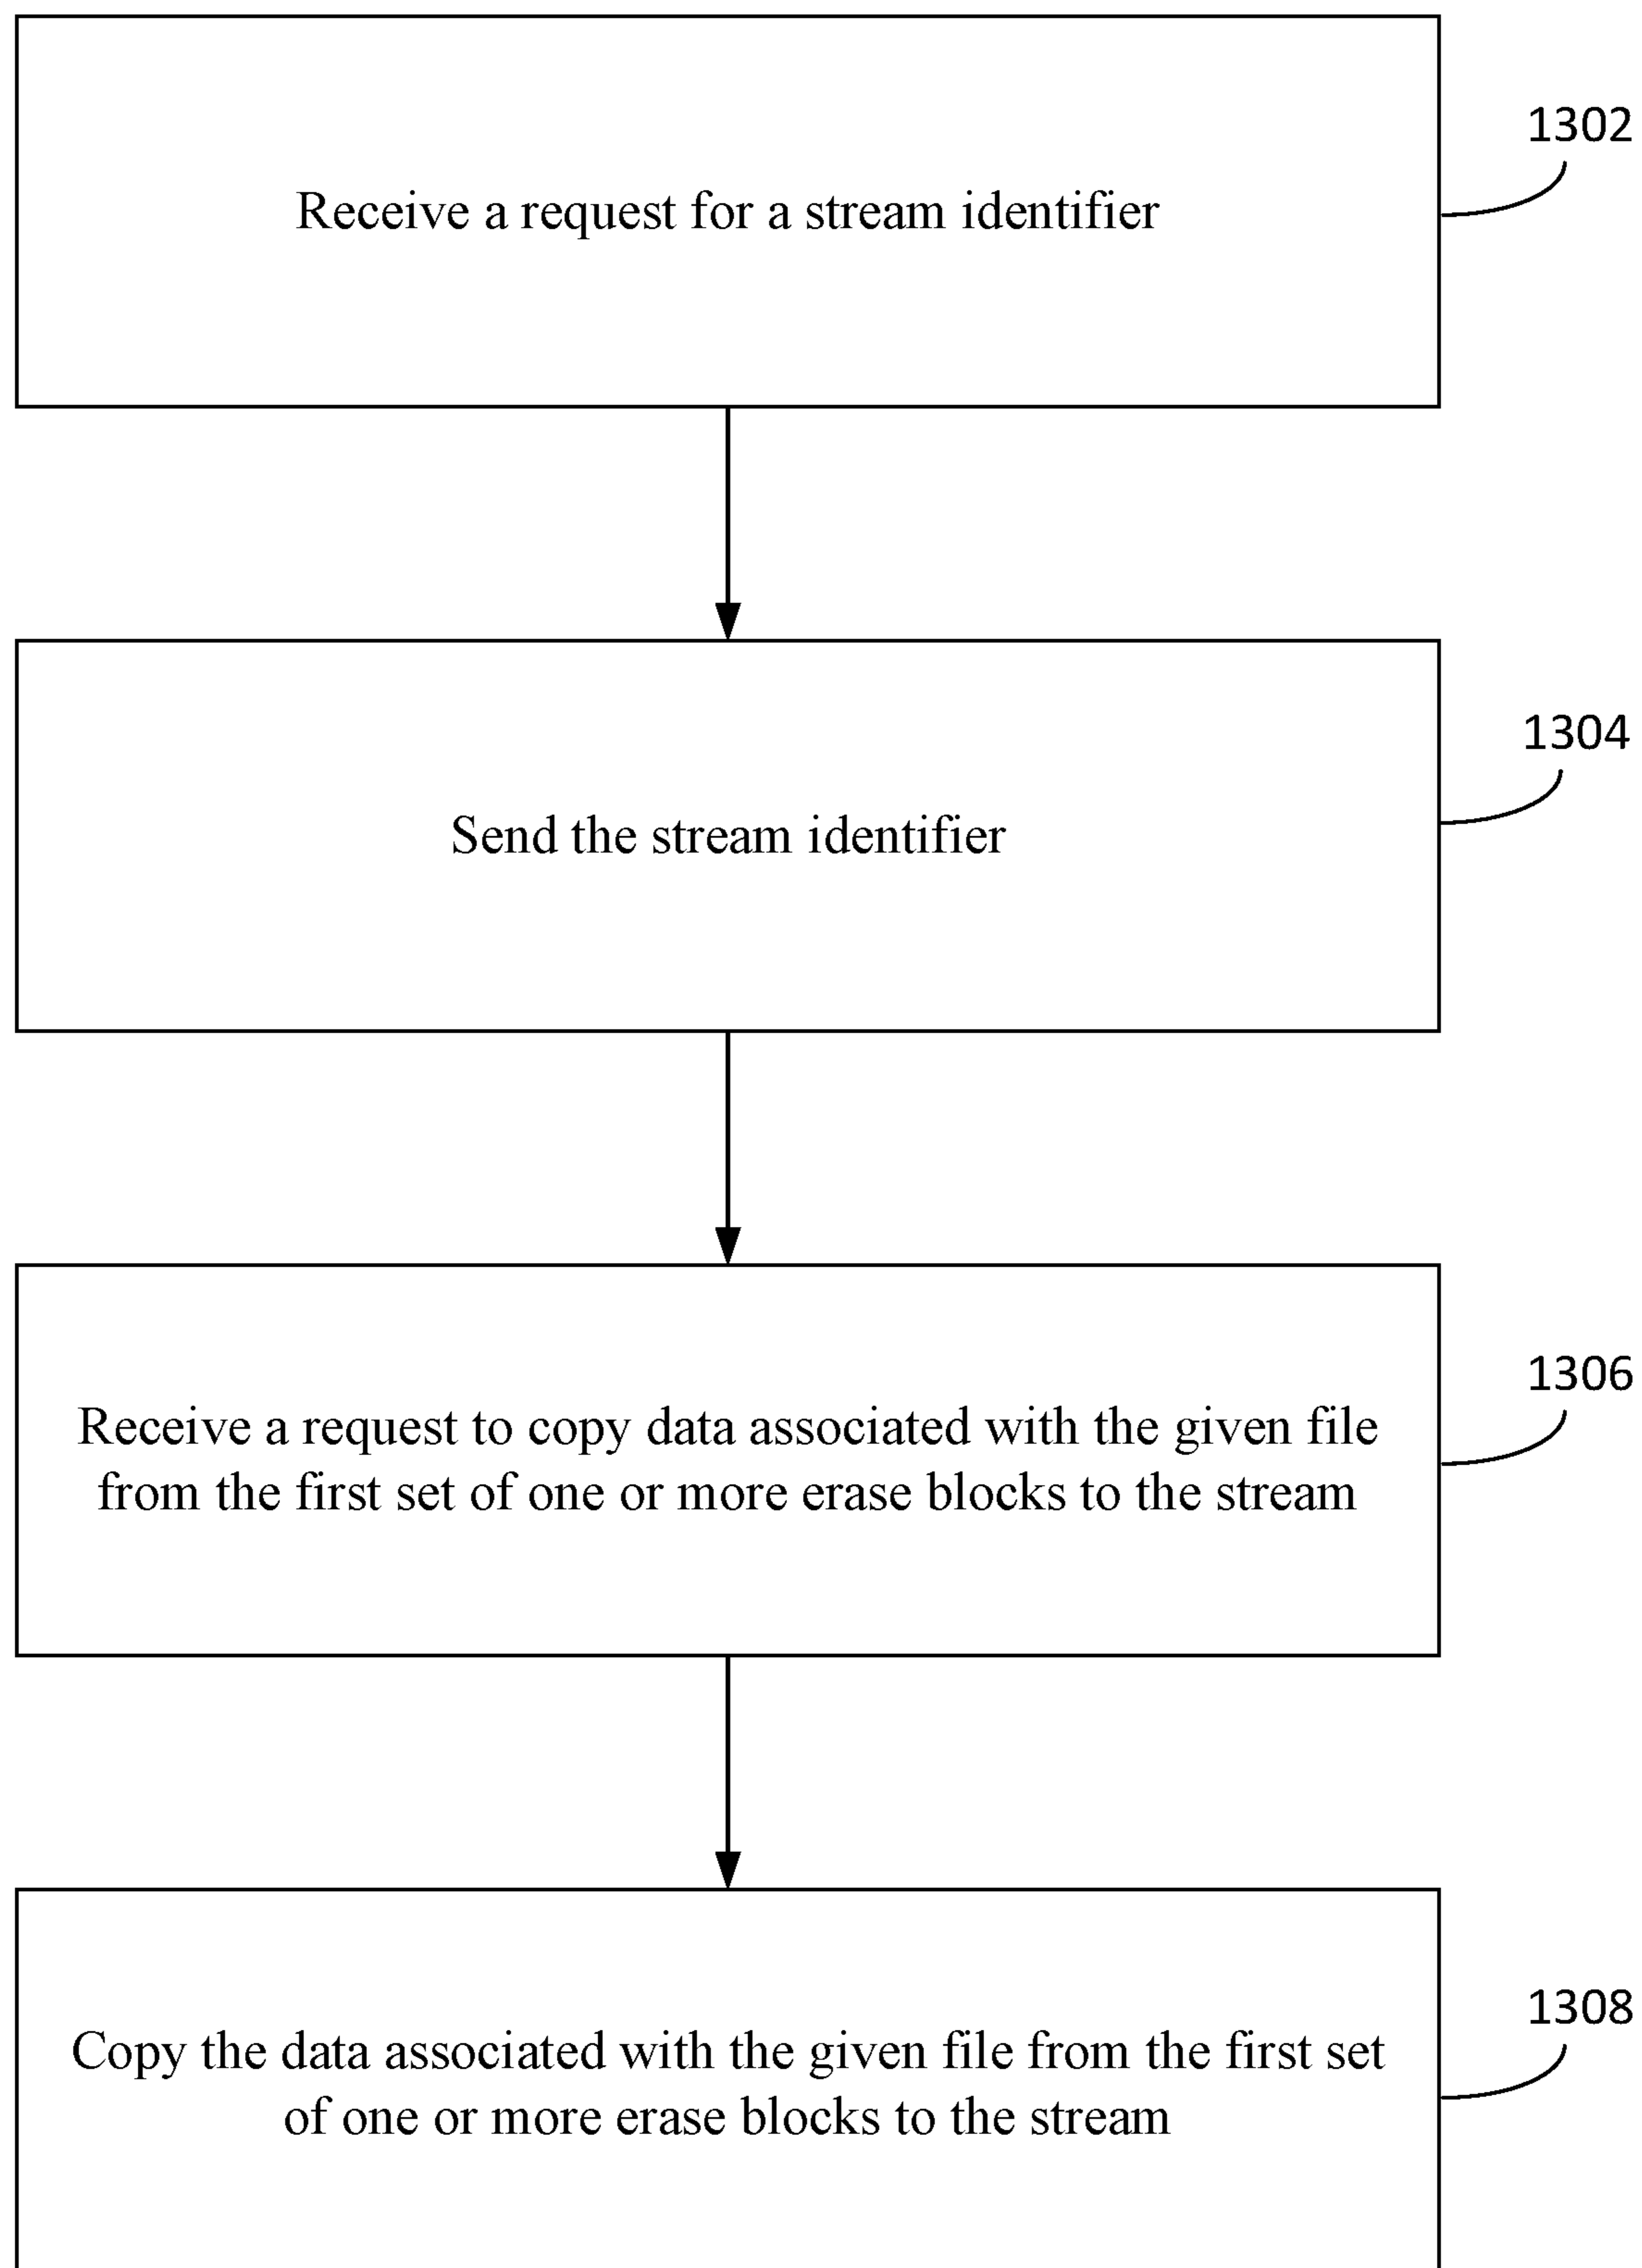 1302
Receive a request for a stream identifier
1304
Send the stream identifier
1306
Receive a request to copy data associated with the given file
from the first set of one or more erase blocks to the stream
1308
Copy the data associated with the given file from the first set
of one or more erase blocks to the stream